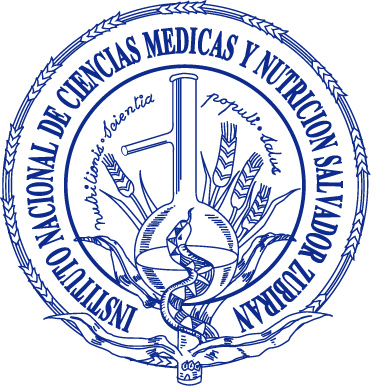 INSTITUTO NACIONAL DE CIENCIAS MEDICAS Y NUTRICION SALVADOR ZUBIRAN
nutritionis · Scientia populi · Salus